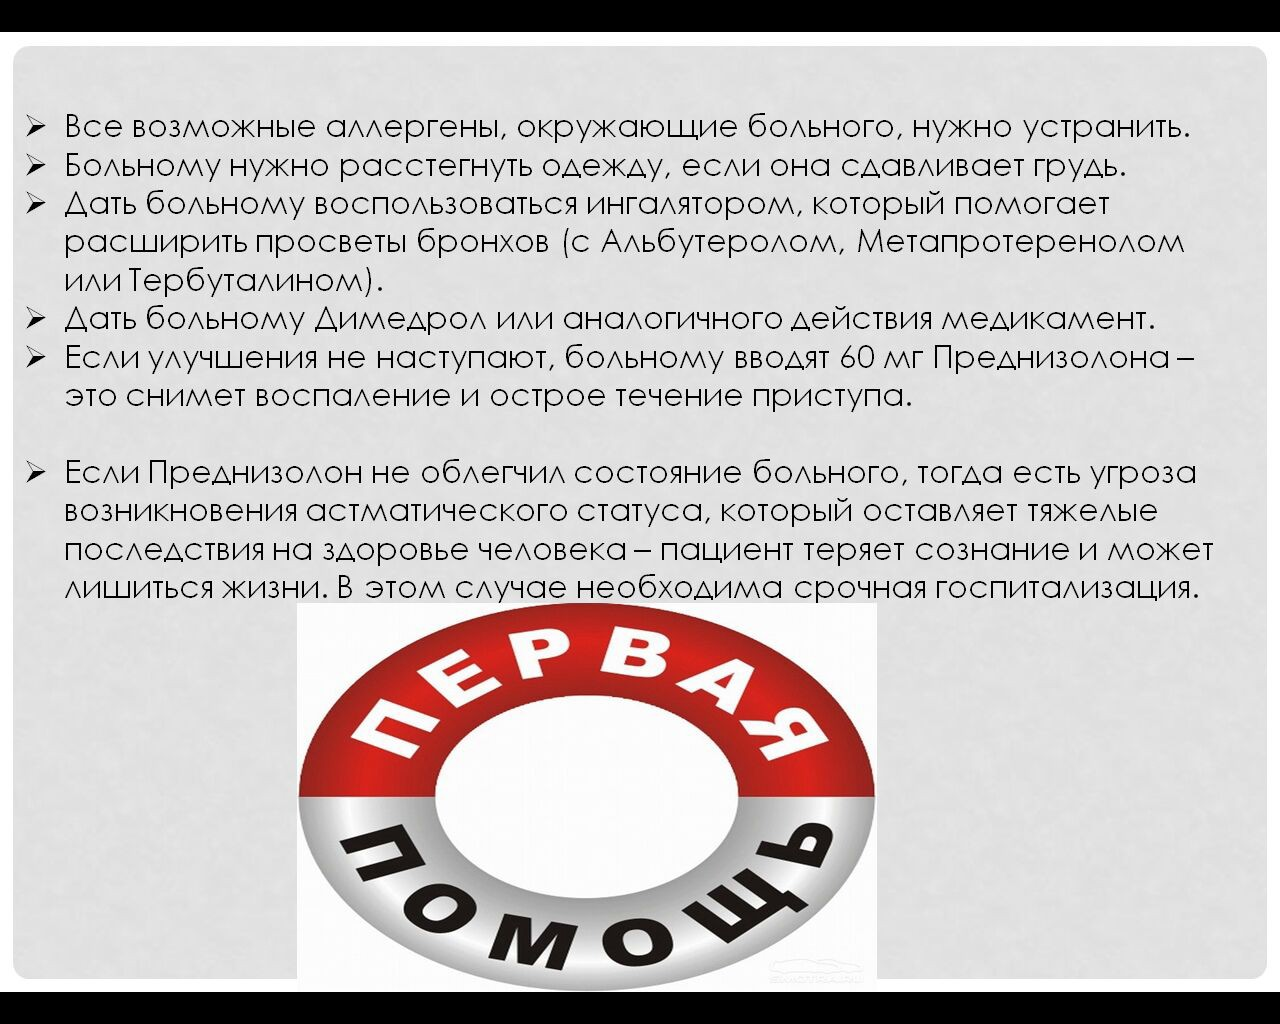 ➢ Все возможные аллергены, окружающие больного, нужно устранить.
➢ Больному нужно расстегнуть одежду, если она сдавливает грудь.
➢ Дать больному воспользоваться ингалятором, который помогает
расширить просветы бронхов (с Альбутеролом, Метапротеренолом
или Тербуталином).
➢ Дать больному Димедрол или аналогичного действия медикамент.
➢ Если улучшения не наступают, больному вводят 60 мг Преднизолона –
это снимет воспаление и острое течение приступа.
➢ Если Преднизолон не облегчил состояние больного, тогда есть угроза
возникновения астматического статуса, который оставляет тяжелые
последствия на здоровье человека – пациент теряет сознание и может
лишиться жизни. В этом случае необходима срочная госпитализация.
ПЕРВАЯ
ПОМОЩЬ